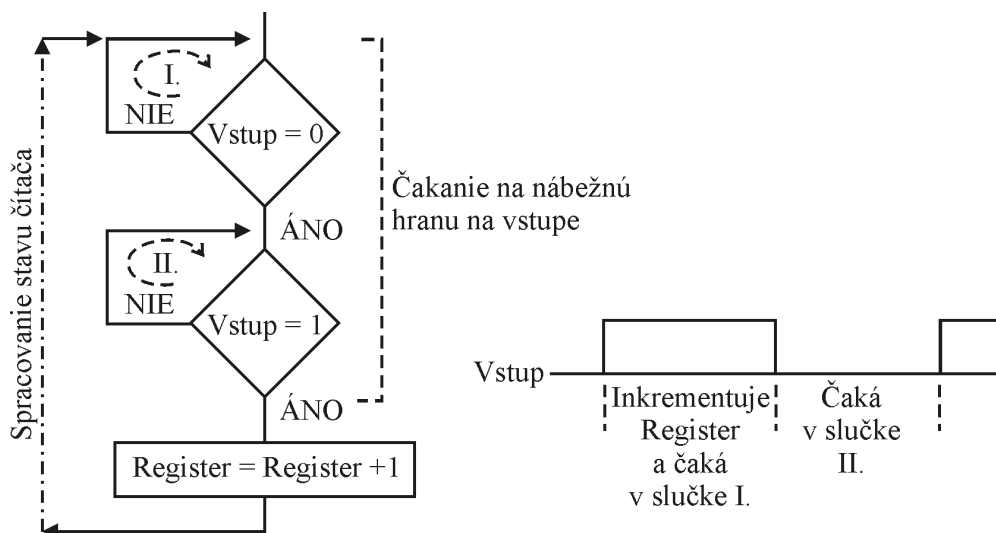 Spracovanie stavu čítača
I.
NIE
Vstup = 0
ÁNO
II.
NIE
Vstup = 1
ÁNO
Register = Register +1
Čakanie na nábežnú
hranu na vstupe
Vstup
Inkrementuje
Register
a čaká
v slučke I.
Čaká
v slučke
II.